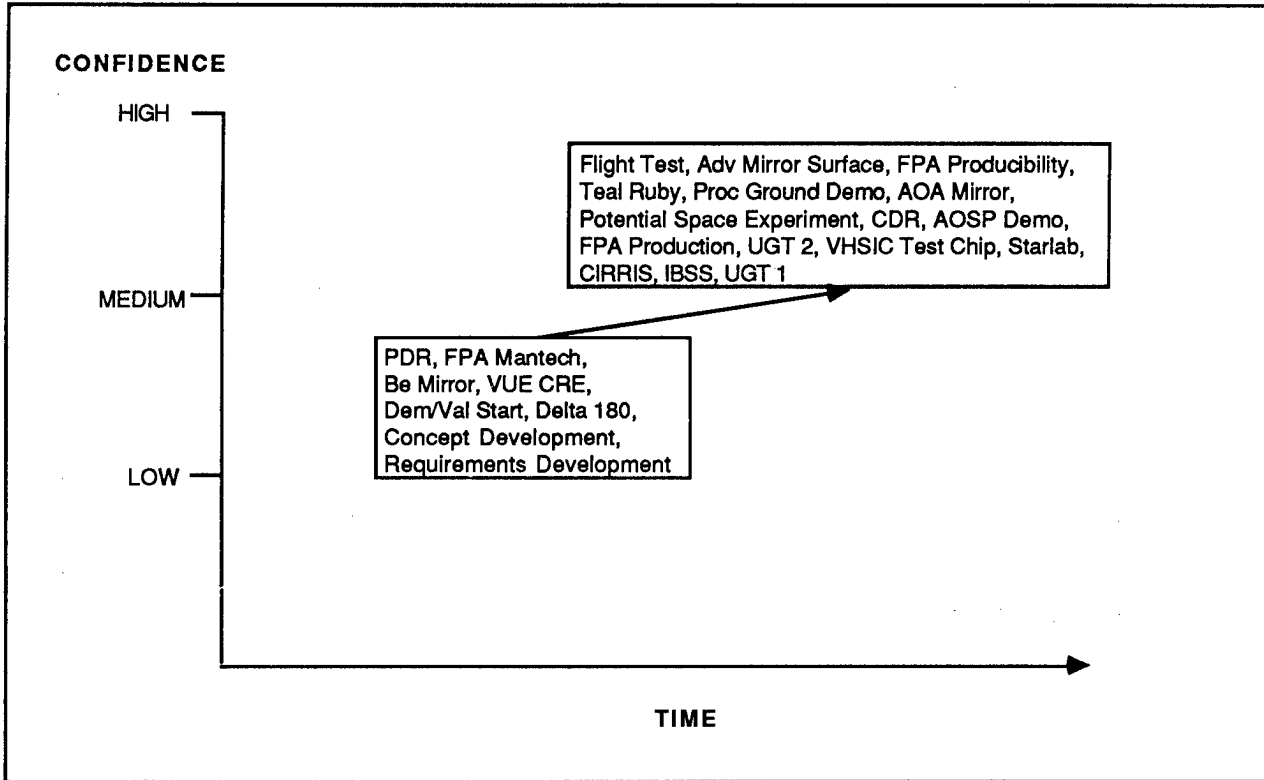 CONFIDENCE
HIGH
Flight Test, Adv Mirror Surface, FPA Producibility,
Teal Ruby, Proc Ground Demo, AOA Mirror,
Potential Space Experiment, CDR, AOSP Demo,
FPA Production, UGT 2, VHSIC Test Chip, Starlab,
CIRRIS, IBSS, UGT 1
MEDIUM
PDR, FPA Mantech,
Be Mirror, VUE CRE,
Dem/Val Start, Delta 180,
Concept Development,
Requirements Development
LOW
TIME